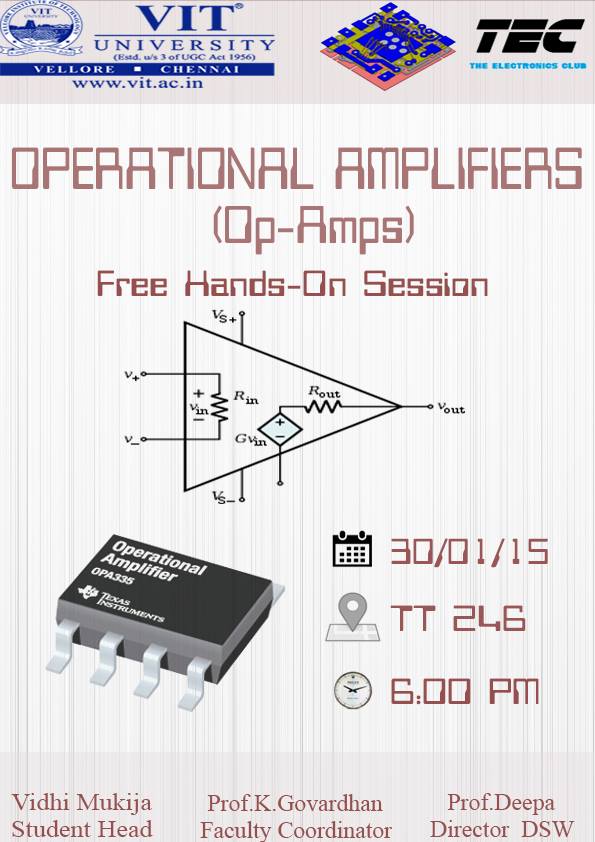 VIT®
UNIVERSITY
(Estd. u/s 3 of UGC Act 1956)
VELLORE ■ CHENNAI
www.vit.ac.in
VIT
TEC
THE ELECTRONICS CLUB
OPERATIONAL AMPLIFIERS
(Op-Amps)
Free Hands-On Session
VS+
v+
+
vin
−
Rin
Rout
+
−
Gvin
vout
v−
VS−
Operational
Amplifier
OPA335
TEXAS
INSTRUMENTS
30/01/15
TT 246
6:00 PM
Vidhi Mukija
Student Head
Prof.K.Govardhan
Faculty Coordinator
Prof.Deepa
Director DSW